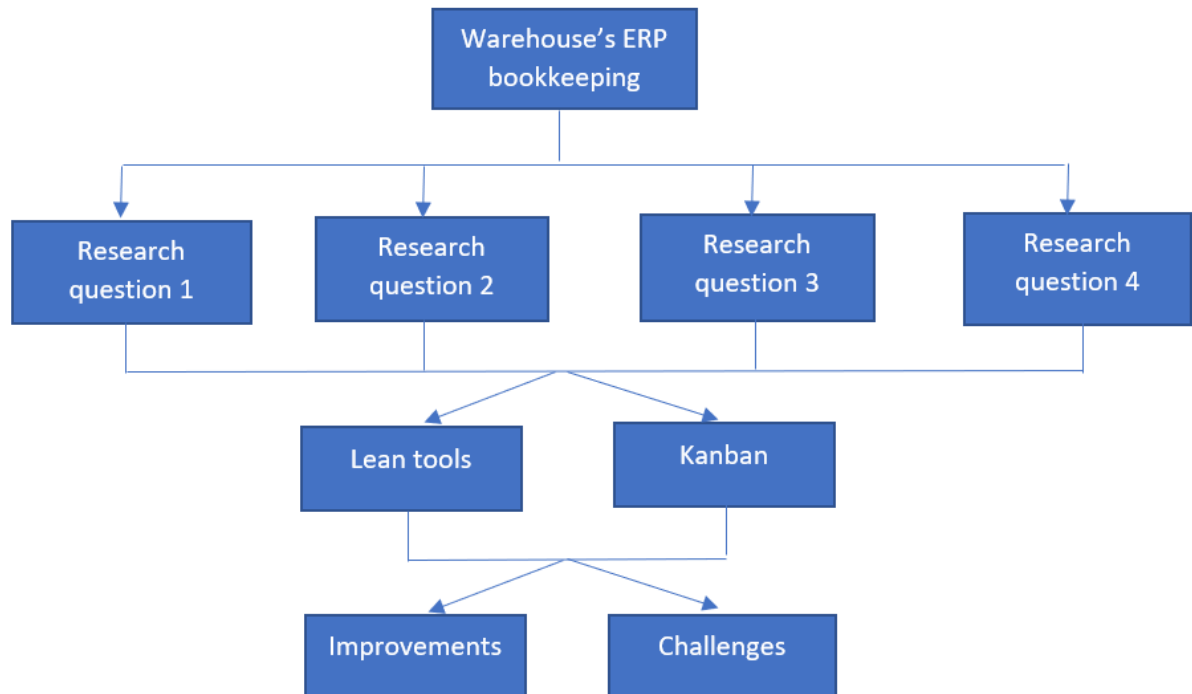 Warehouse’s ERP
bookkeeping
Research
question 1
Research
question 2
Research
question 3
Research
question 4
Lean tools
Kanban
Improvements
Challenges